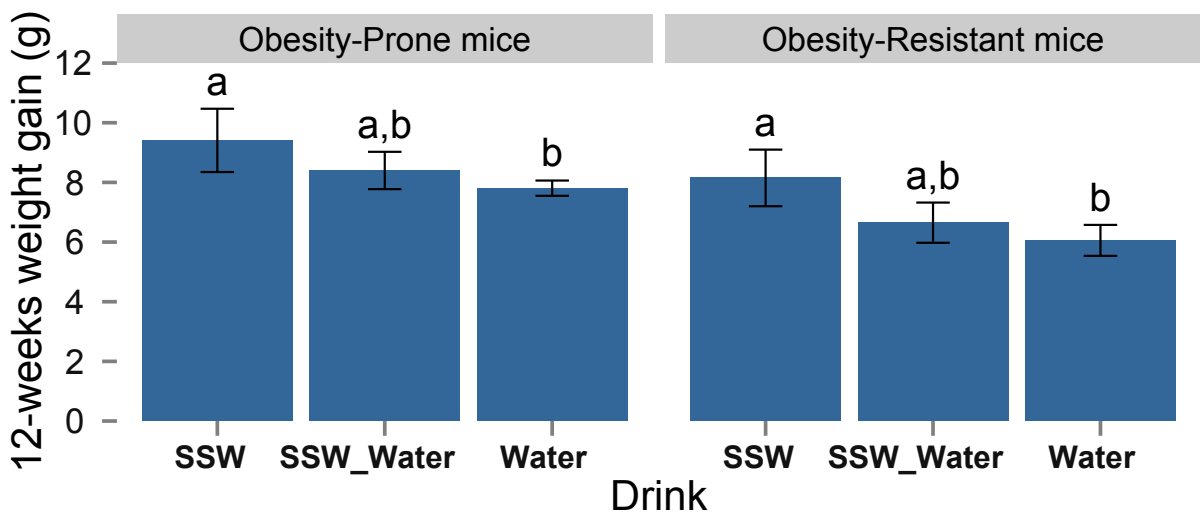 12-weeks weight gain (g)
Obesity-Prone mice
Obesity-Resistant mice
12
10
8
6
4
2
0
a
a,b
b
a
a,b
b
SSW
SSW_Water
Water
SSW
SSW_Water
Water
Drink